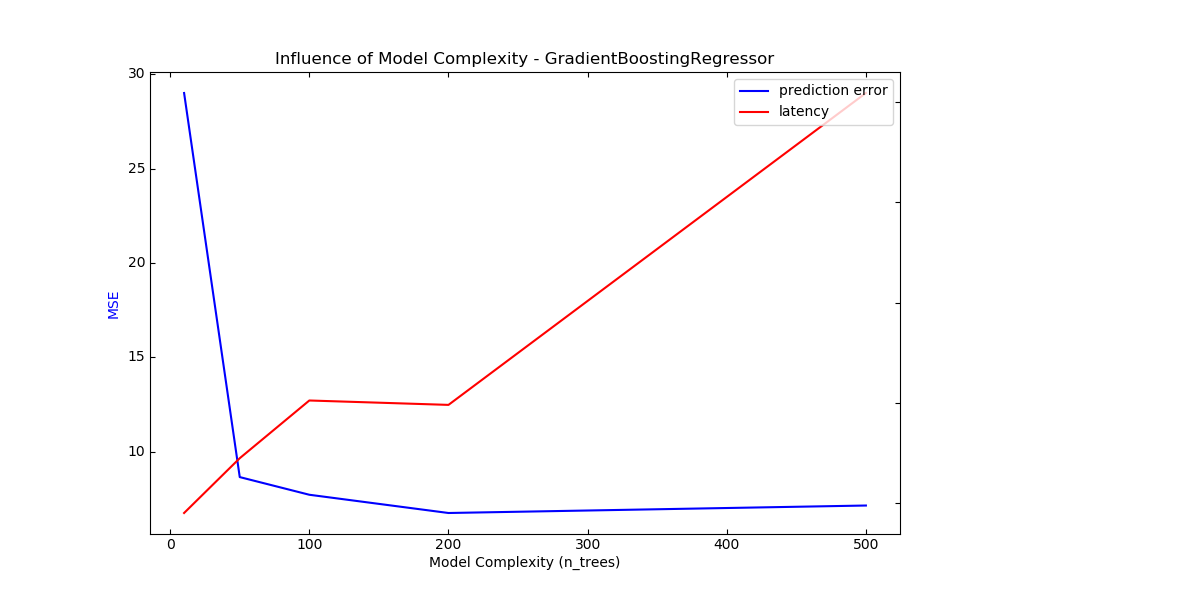 Influence of Model Complexity - GradientBoostingRegressor
prediction error
latency
30
25
20
15
10
MSE
0 100 200 300 400 500
Model Complexity (n_trees)